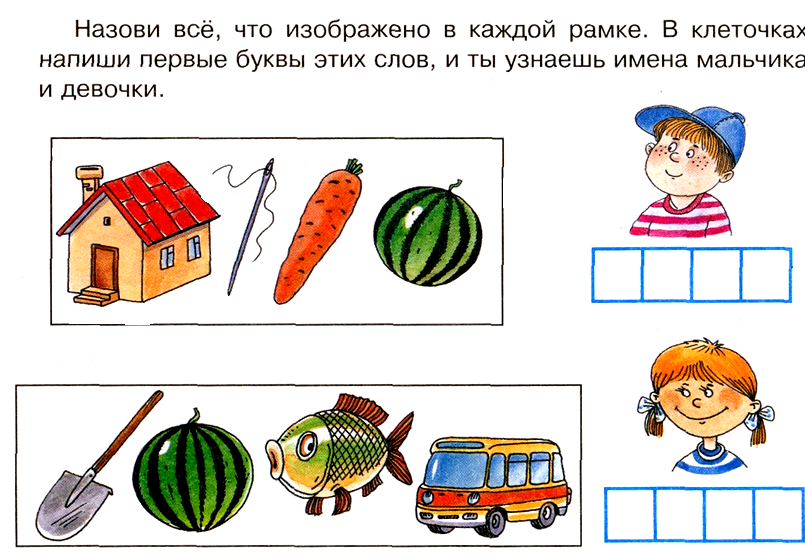 Назови всё, что изображено в каждой рамке. В клеточках
напиши первые буквы этих слов, и ты узнаешь имена мальчика
и девочки.